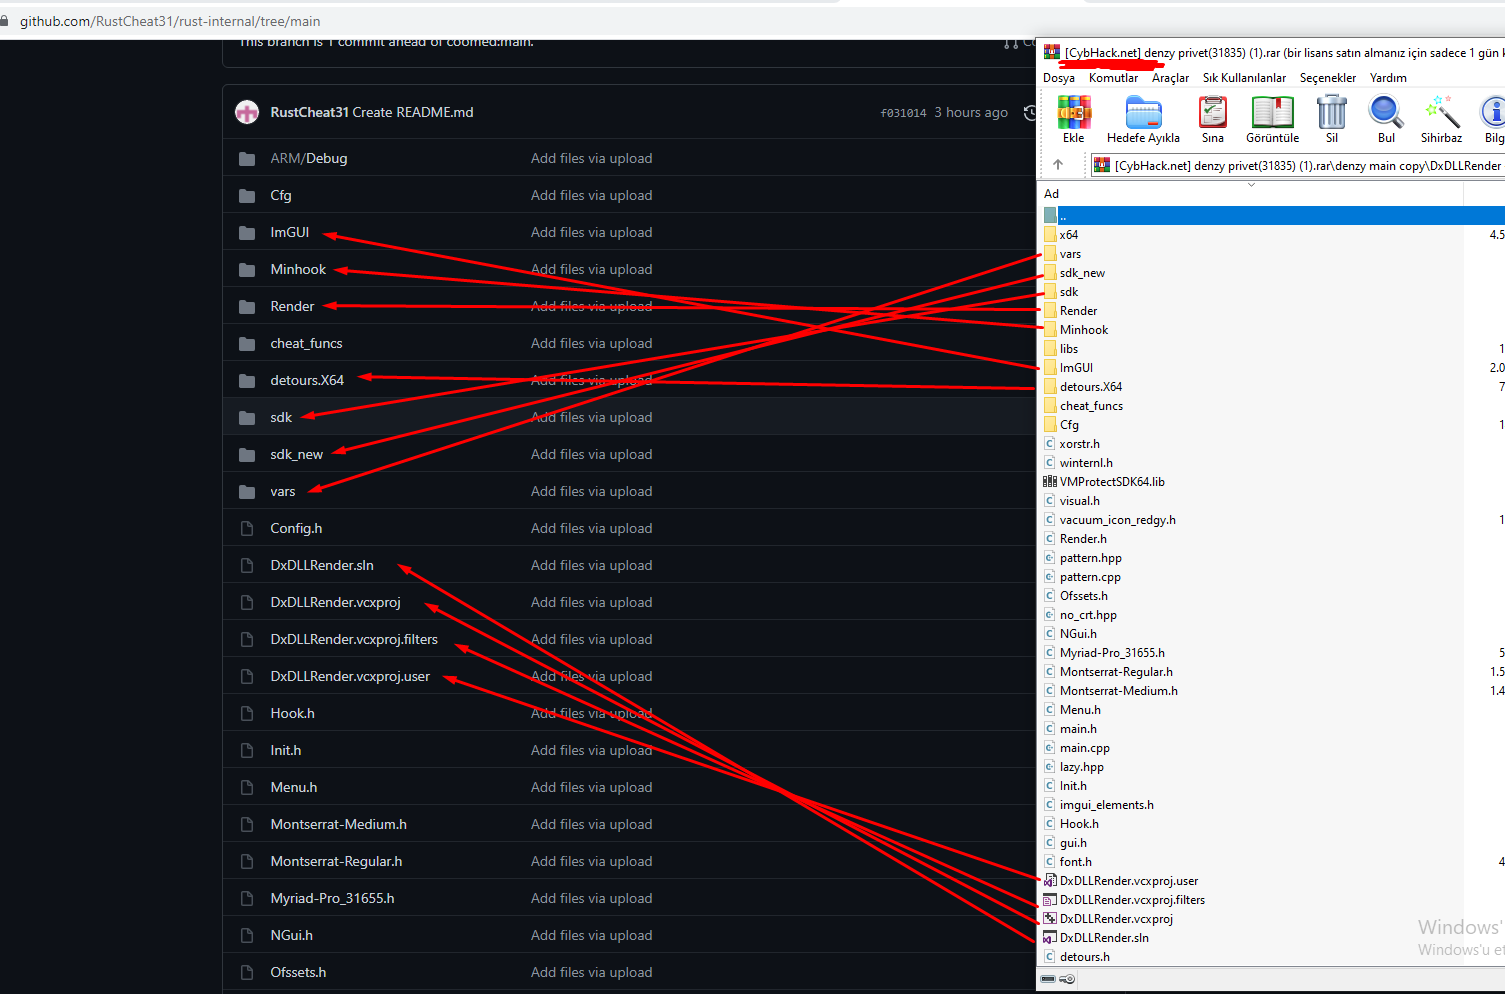 github.com/RustCheat31/rust-internal/tree/main
This branch is 1 commit ahead of coomed:main.
RustCheat31 Create README.md
f031014 3 hours ago
ARM/Debug Add files via upload
Cfg Add files via upload
ImGUI Add files via upload
Minhook Add files via upload
Render Add files via upload
cheat_funcs Add files via upload
detours.X64 Add files via upload
sdk Add files via upload
sdk_new Add files via upload
vars Add files via upload
Config.h Add files via upload
DxDLLRender.sln Add files via upload
DxDLLRender.vcxproj Add files via upload
DxDLLRender.vcxproj.filters Add files via upload
DxDLLRender.vcxproj.user Add files via upload
Hook.h Add files via upload
Init.h Add files via upload
Menu.h Add files via upload
Montserrat-Medium.h Add files via upload
Montserrat-Regular.h Add files via upload
Myriad-Pro_31655.h Add files via upload
NGui.h Add files via upload
Ofssets.h Add files via upload
[CybHack.net] denzy privet(31835) (1).rar (bir lisans satın almanız için sadece 1 gün
Dosya Komutlar Araçlar Sık Kullanılanlar Seçenekler Yardım
Ekle Hedefe Ayıkla Sına Görüntüle Sil Bul Sihirbaz Bilg
[CybHack.net] denzy privet(31835) (1).rar\denzy main copy\DxDLLRender
Ad
..
x64 4.5
vars
sdk_new
sdk
Render
Minhook
libs 1
ImGUI 2.0
detours.X64 7
cheat_funcs
Cfg 1
xorstr.h
winternl.h
VMProtectSDK64.lib
visual.h
vacuum_icon_redgy.h 1
Render.h
pattern.hpp
pattern.cpp
Ofssets.h
no_crt.hpp
NGui.h
Myriad-Pro_31655.h 5
Montserrat-Regular.h 1.5
Montserrat-Medium.h 1.4
Menu.h
main.h
main.cpp
lazy.hpp
Init.h
imgui_elements.h
Hook.h
gui.h
font.h 4
DxDLLRender.vcxproj.user
DxDLLRender.vcxproj.filters
DxDLLRender.vcxproj
DxDLLRender.sln
detours.h
Windows'
Windows'u et